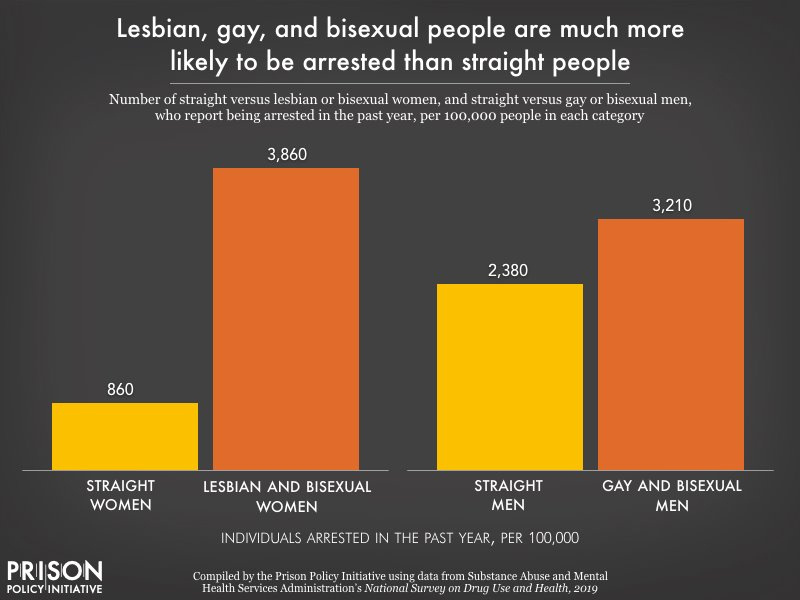 Lesbian, gay, and bisexual people are much more
likely to be arrested than straight people
Number of straight versus lesbian or bisexual women, and straight versus gay or bisexual men,
who report being arrested in the past year, per 100,000 people in each category
3,860
3,210
2,380
860
STRAIGHT
WOMEN
LESBIAN AND BISEXUAL
WOMEN
STRAIGHT
MEN
GAY AND BISEXUAL
MEN
INDIVIDUALS ARRESTED IN THE PAST YEAR, PER 100,000
PRISON
POLICY INITIATIVE
Compiled by the Prison Policy Initiative using data from Substance Abuse and Mental
Health Services Administration's National Survey on Drug Use and Health, 2019